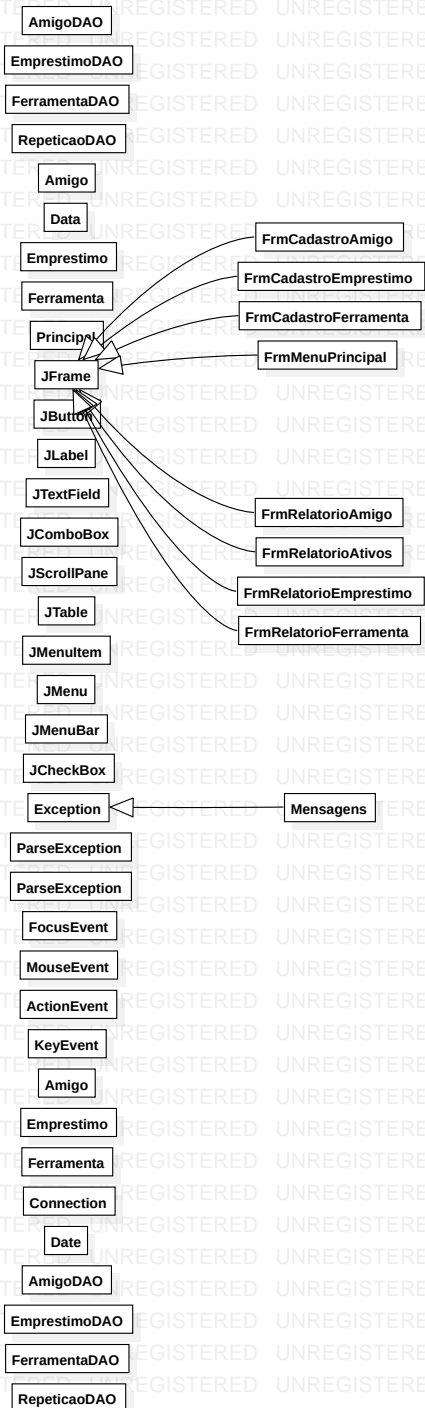 AmigoDAO
EmprestimoDAO
FerramentaDAO
RepeticaoDAO
Amigo
Data
Emprestimo
Ferramenta
Principal
JFrame
JButton
JLabel
JTextField
JComboBox
JScrollPane
JTable
JMenuItem
JMenu
JMenuBar
JCheckBox
Exception
ParseException
ParseException
FocusEvent
MouseEvent
ActionEvent
KeyEvent
Amigo
Emprestimo
Ferramenta
Connection
Date
AmigoDAO
EmprestimoDAO
FerramentaDAO
RepeticaoDAO
FrmCadastroAmigo
FrmCadastroEmprestimo
FrmCadastroFerramenta
FrmMenuPrincipal
FrmRelatorioAmigo
FrmRelatorioAtivos
FrmRelatorioEmprestimo
FrmRelatorioFerramenta
Mensagens
UNREGISTERED